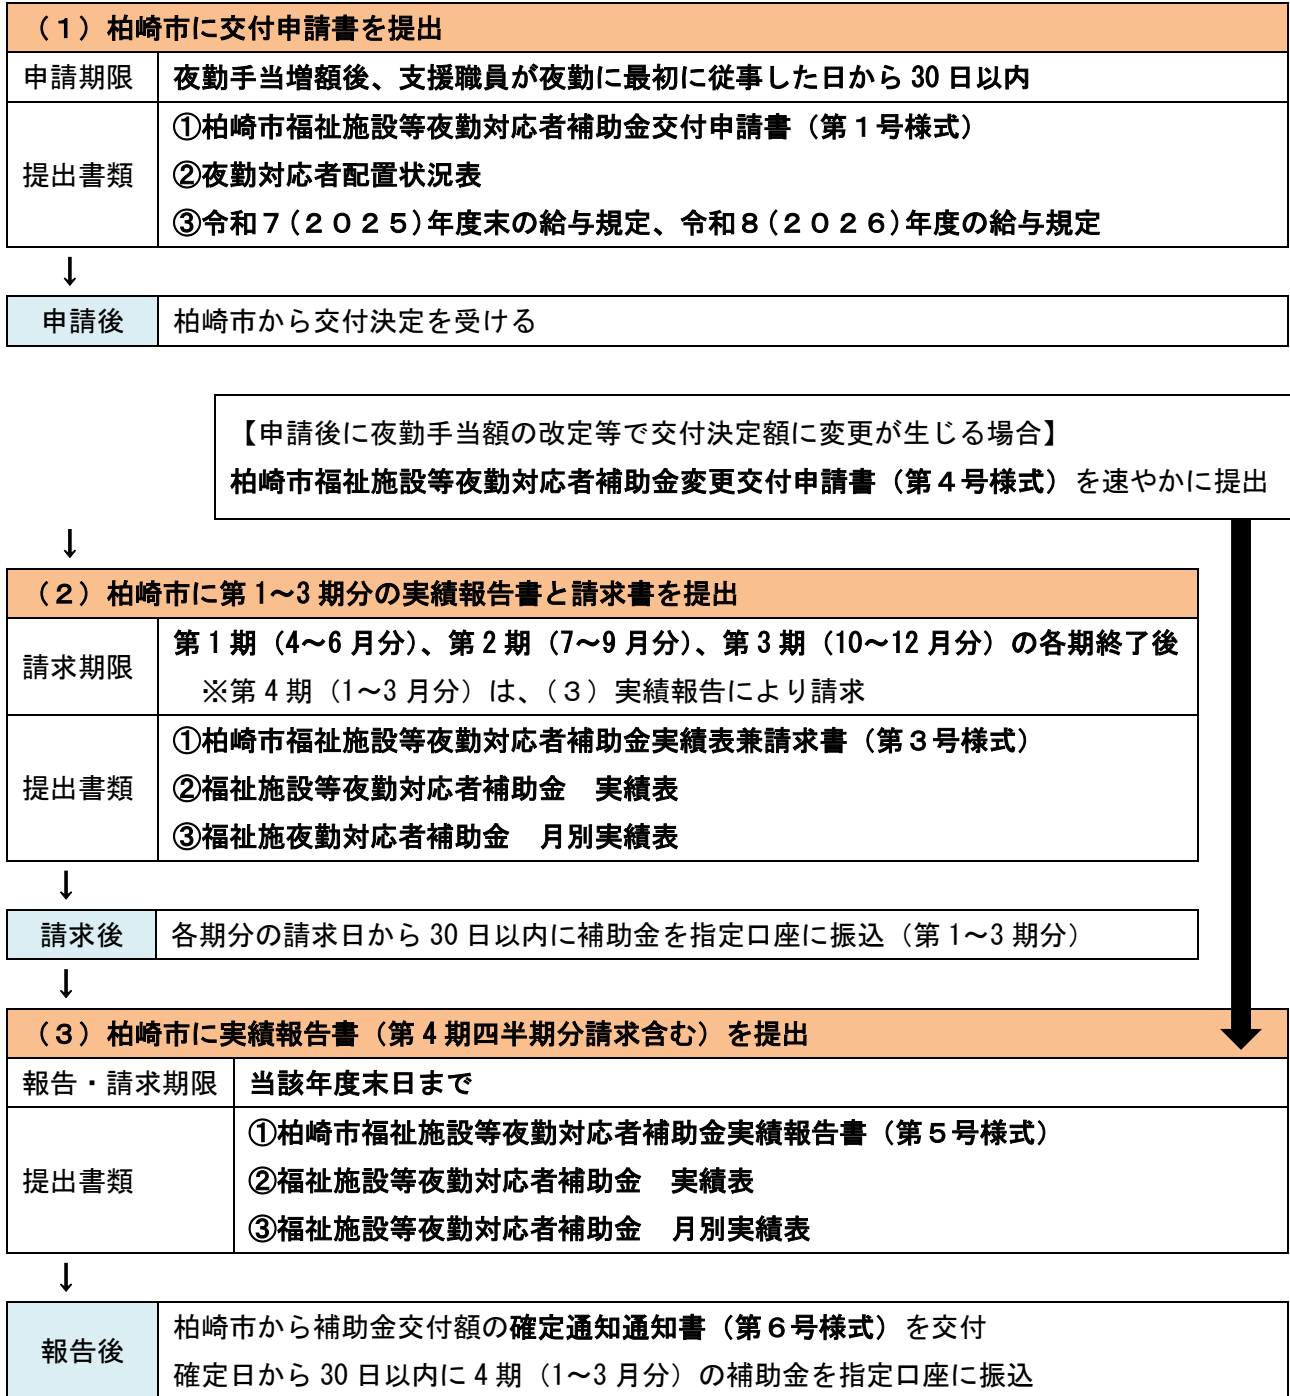 （１）柏崎市に交付申請書を提出
申請期限
夜勤手当増額後、支援職員が夜勤に最初に従事した日から 30 日以内
提出書類
①柏崎市福祉施設等夜勤対応者補助金交付申請書（第１号様式）
②夜勤対応者配置状況表
③令和７(２０２５)年度末の給与規定、令和８(２０２６)年度の給与規定
↓
申請後
柏崎市から交付決定を受ける
【申請後に夜勤手当額の改定等で交付決定額に変更が生じる場合】
柏崎市福祉施設等夜勤対応者補助金変更交付申請書（第４号様式）を速やかに提出
↓
（２）柏崎市に第 1～3 期分の実績報告書と請求書を提出
請求期限
第 1 期（4～6 月分）、第 2 期（7～9 月分）、第 3 期（10～12 月分）の各期終了後
※第 4 期（1～3 月分）は、（３）実績報告により請求
提出書類
①柏崎市福祉施設等夜勤対応者補助金実績表兼請求書（第３号様式）
②福祉施設等夜勤対応者補助金　実績表
③福祉施夜勤対応者補助金　月別実績表
↓
請求後
各期分の請求日から 30 日以内に補助金を指定口座に振込（第 1～3 期分）
↓
（３）柏崎市に実績報告書（第 4 期四半期分請求含む）を提出
報告・請求期限
当該年度末日まで
提出書類
①柏崎市福祉施設等夜勤対応者補助金実績報告書（第５号様式）
②福祉施設等夜勤対応者補助金　実績表
③福祉施設等夜勤対応者補助金　月別実績表
↓
報告後
柏崎市から補助金交付額の確定通知通知書（第６号様式）を交付
確定日から 30 日以内に 4 期（1～3 月分）の補助金を指定口座に振込